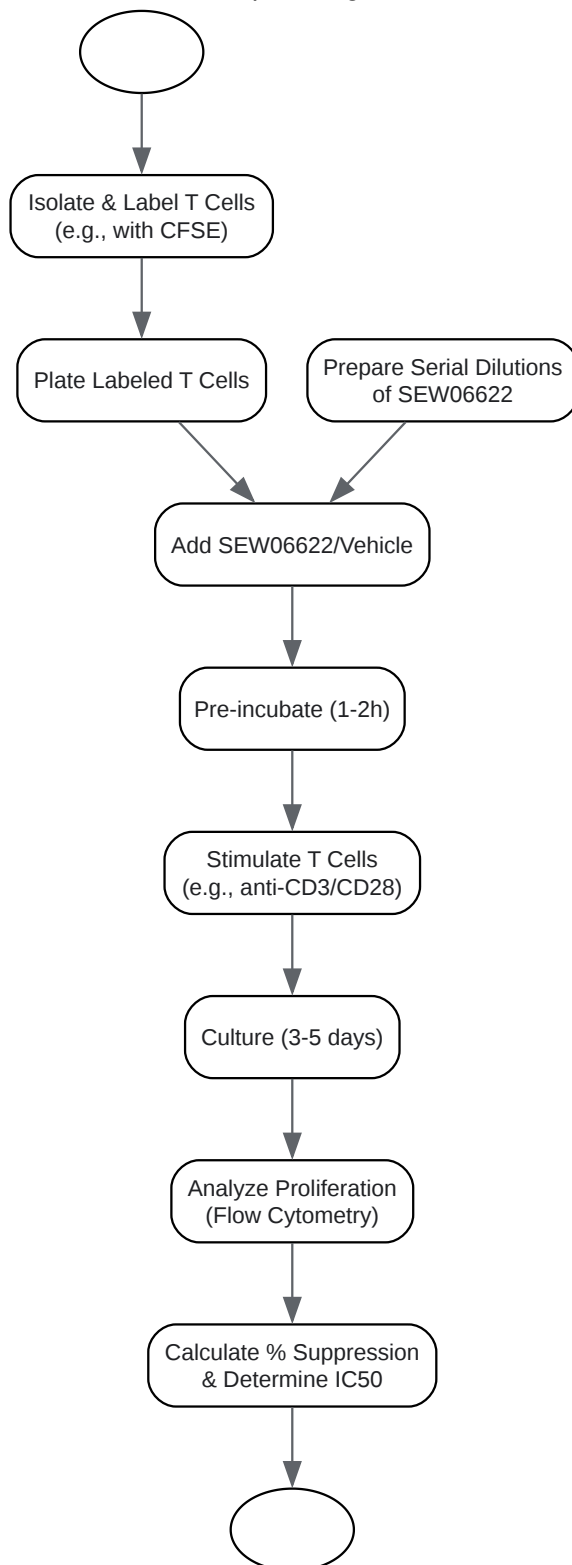 Isolate & Label T Cells
(e.g., with CFSE)
Plate Labeled T Cells
Prepare Serial Dilutions
of SEW06622
Add SEW06622/Vehicle
Pre-incubate (1-2h)
Stimulate T Cells
(e.g., anti-CD3/CD28)
Culture (3-5 days)
Analyze Proliferation
(Flow Cytometry)
Calculate % Suppression
& Determine IC50